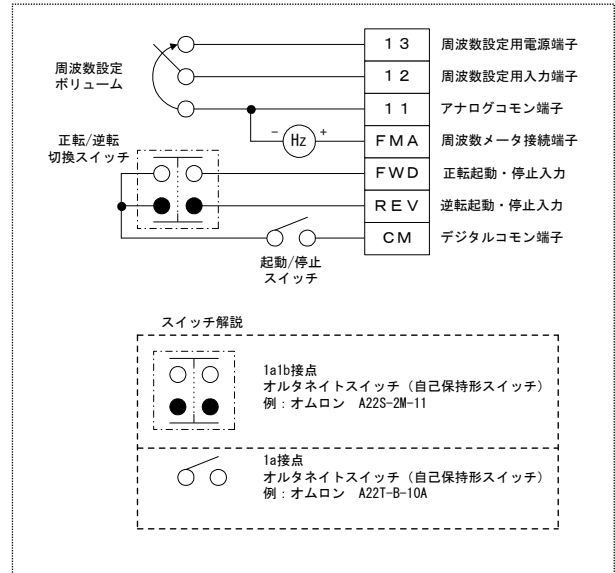 周波数設定
ボリューム
13 周波数設定用電源端子
12 周波数設定用入力端子
11 アナログコモン端子
− Hz + FMA 周波数メータ接続端子
正転/逆転
切換スイッチ
FWD 正転起動・停止入力
REV 逆転起動・停止入力
CM デジタルコモン端子
起動/停止
スイッチ
スイッチ解説
1a1b接点
オルタネイトスイッチ（自己保持形スイッチ）
例：オムロン A22S-2M-11
1a接点
オルタネイトスイッチ（自己保持形スイッチ）
例：オムロン A22T-B-10A